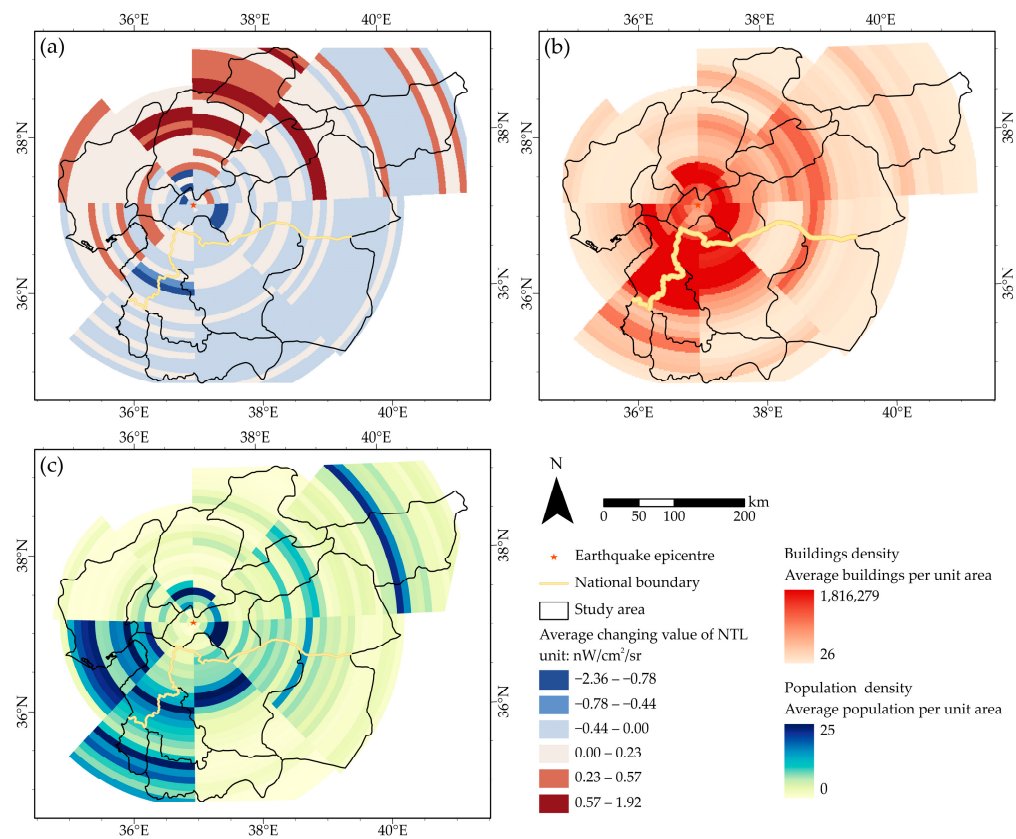 36°E 38°E 40°E
36°E 38°E 40°E
(a)
(b)
38°N
38°N
38°N
38°N
36°N
36°N
36°N
36°N
36°E 38°E 40°E
36°E 38°E 40°E
36°E 38°E 40°E
(c)
38°N
38°N
36°N
36°N
36°E 38°E 40°E
N
km
0 50 100 200
Earthquake epicentre
National boundary
Study area
Average changing value of NTL
unit: nW/cm²/sr
−2.36 – −0.78
−0.78 – −0.44
−0.44 – 0.00
0.00 – 0.23
0.23 – 0.57
0.57 – 1.92
Buildings density
Average buildings per unit area
1,816,279
26
Population density
Average population per unit area
25
0